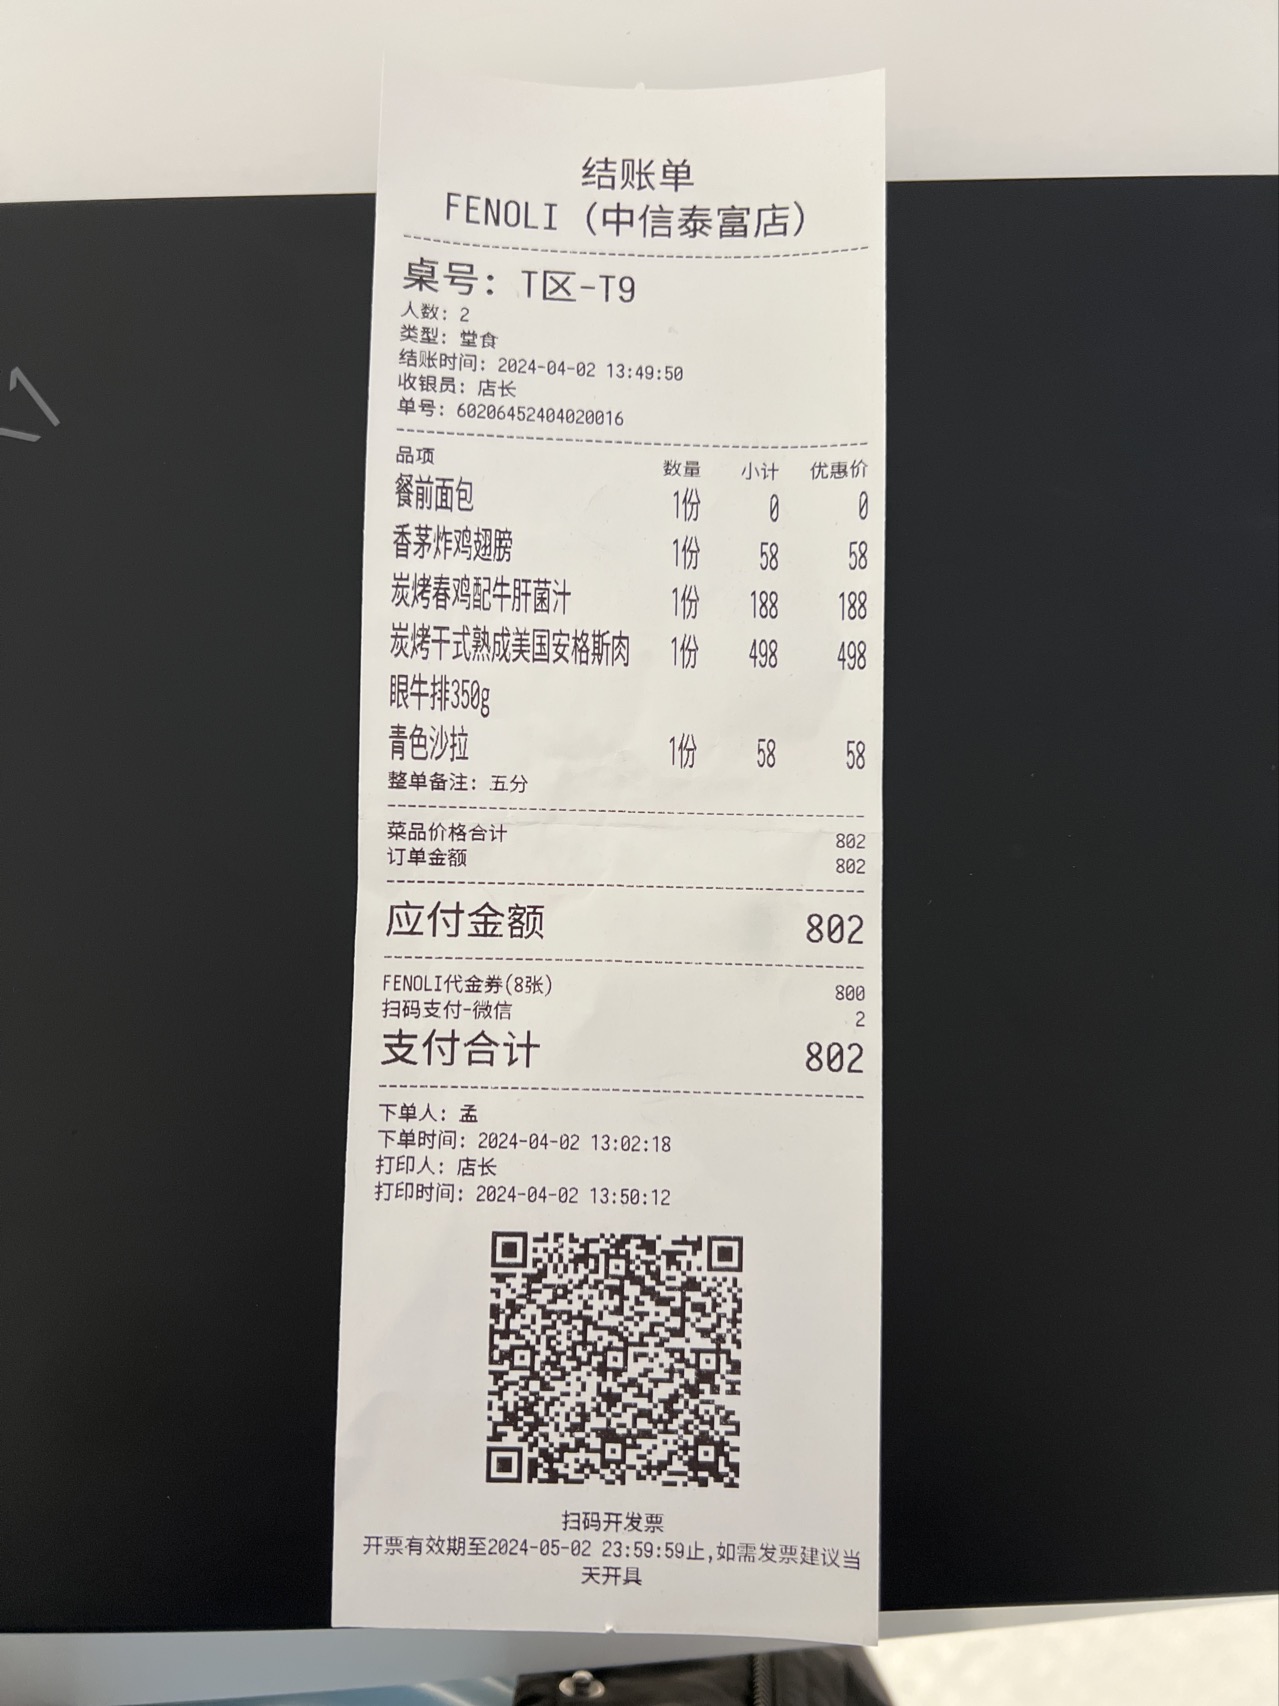 结账单
FENOLI（中信泰富店）
桌号：T区-T9
人数：2
类型：堂食
结账时间：2024-04-02 13:49:50
收银员：店长
单号：60206452404020016
品项 数量 小计 优惠价
餐前面包 1份 0 0
香茅炸鸡翅膀 1份 58 58
炭烤春鸡配牛肝菌汁 1份 188 188
炭烤干式熟成美国安格斯肉 1份 498 498
眼牛排350g
青色沙拉 1份 58 58
整单备注：五分
菜品价格合计 802
订单金额 802
应付金额 802
FENOLI代金券(8张) 800
扫码支付-微信 2
支付合计 802
下单人：孟
下单时间：2024-04-02 13:02:18
打印人：店长
打印时间：2024-04-02 13:50:12
扫码开发票
开票有效期至2024-05-02 23:59:59止,如需发票建议当
天开具